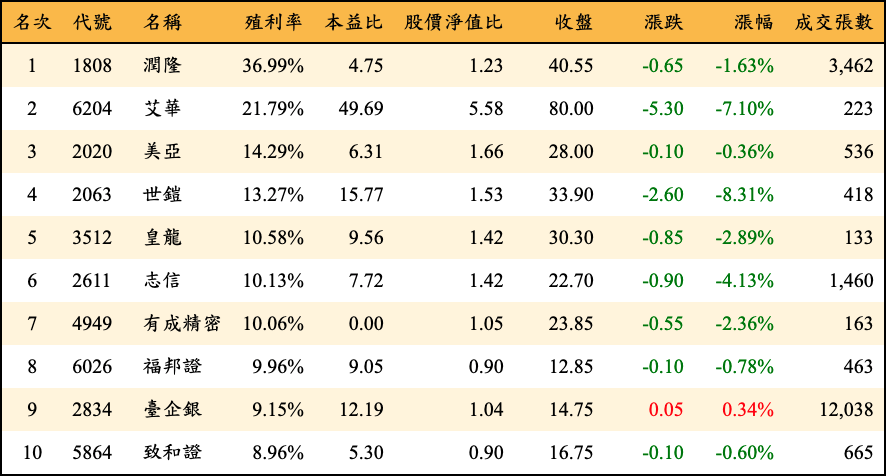 名次 代號 名稱 殖利率 本益比 股價淨值比 收盤 漲跌 漲幅 成交張數
1 1808 潤隆 36.99% 4.75 1.23 40.55 -0.65 -1.63% 3,462
2 6204 艾華 21.79% 49.69 5.58 80.00 -5.30 -7.10% 223
3 2020 美亞 14.29% 6.31 1.66 28.00 -0.10 -0.36% 536
4 2063 世鎧 13.27% 15.77 1.53 33.90 -2.60 -8.31% 418
5 3512 皇龍 10.58% 9.56 1.42 30.30 -0.85 -2.89% 133
6 2611 志信 10.13% 7.72 1.42 22.70 -0.90 -4.13% 1,460
7 4949 有成精密 10.06% 0.00 1.05 23.85 -0.55 -2.36% 163
8 6026 福邦證 9.96% 9.05 0.90 12.85 -0.10 -0.78% 463
9 2834 臺企銀 9.15% 12.19 1.04 14.75 0.05 0.34% 12,038
10 5864 致和證 8.96% 5.30 0.90 16.75 -0.10 -0.60% 665